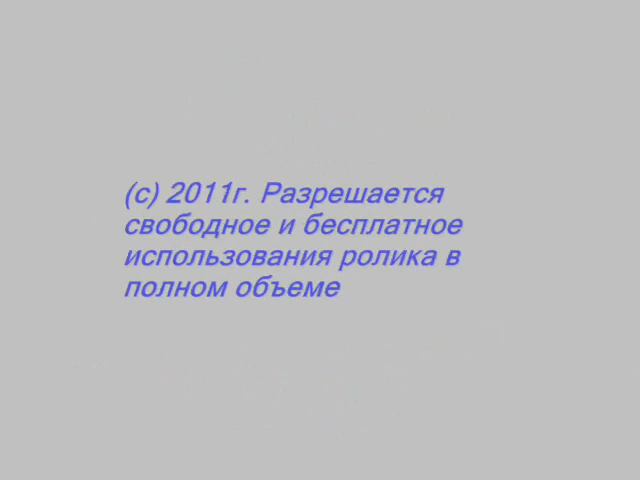 (с) 2011г. Разрешается
свободное и бесплатное
использования ролика в
полном объеме